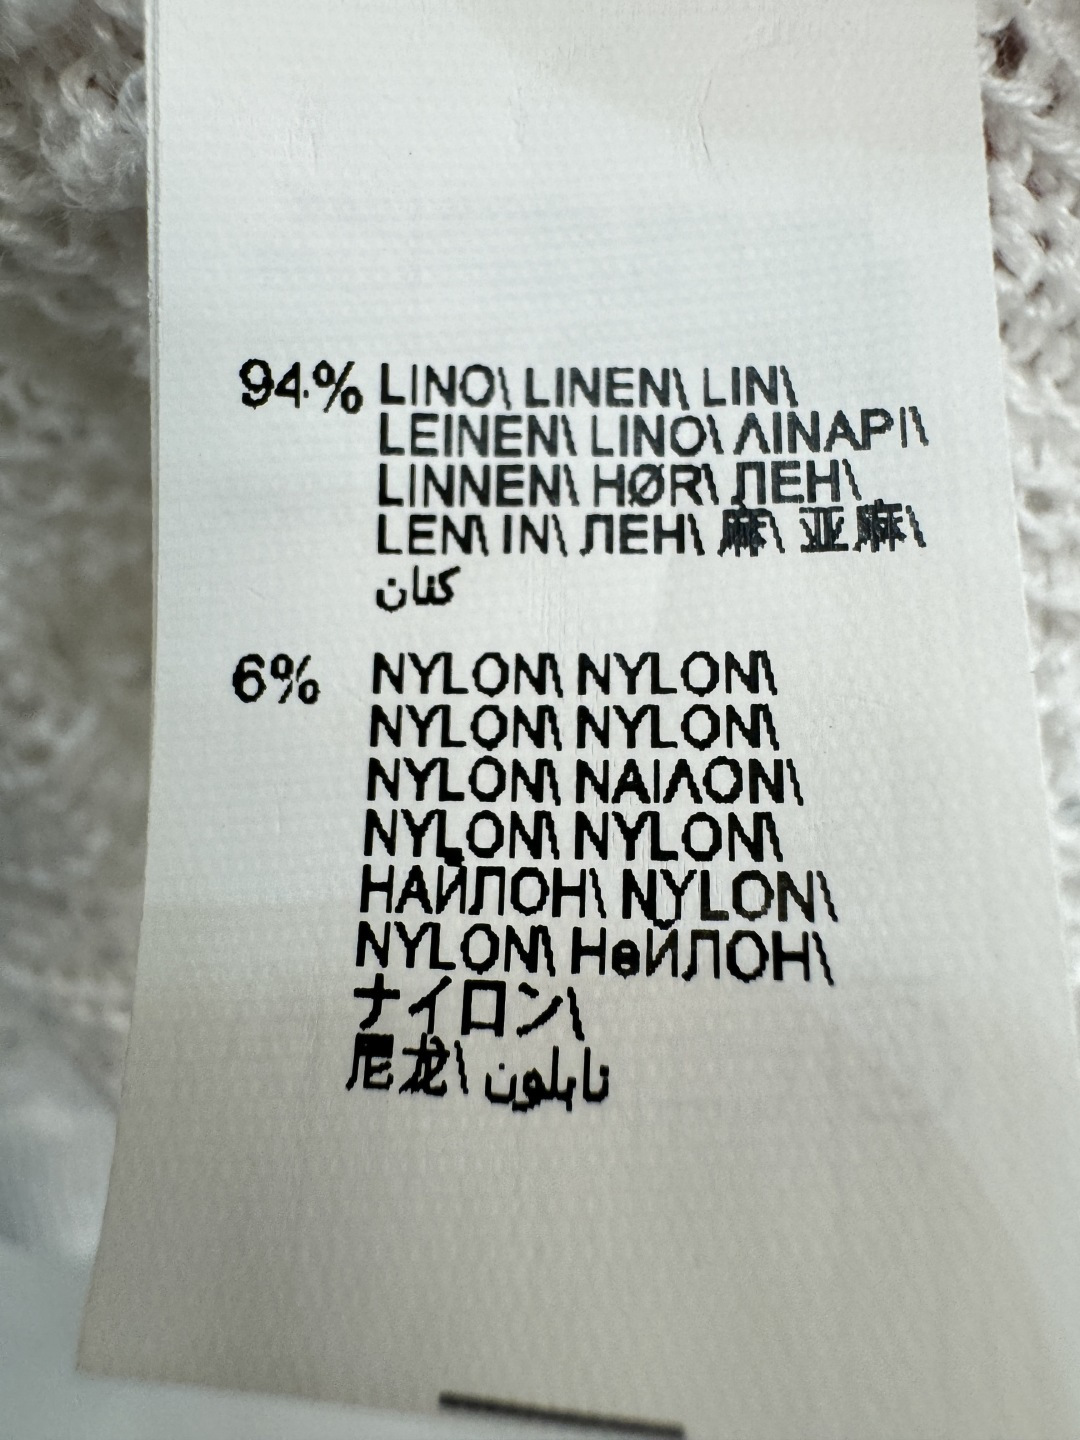 94% LINO\ LINEN\ LIN\
LEINEN\ LINO\ ΛΙΝΑΡΙ\
LINNEN\ HØR\ ЛЕН\
LEN\ IN\ ЛЕН\ 麻\ 亚麻\
كتان
6% NYLON\ NYLON\
NYLON\ NYLON\
NYLON\ ΝΑΙΛΟΝ\
NYLON\ NYLON\
НАЙЛОН\ NYLON\
NYLON\ НеЙЛОН\
ナイロン\
尼龙\ نايلون